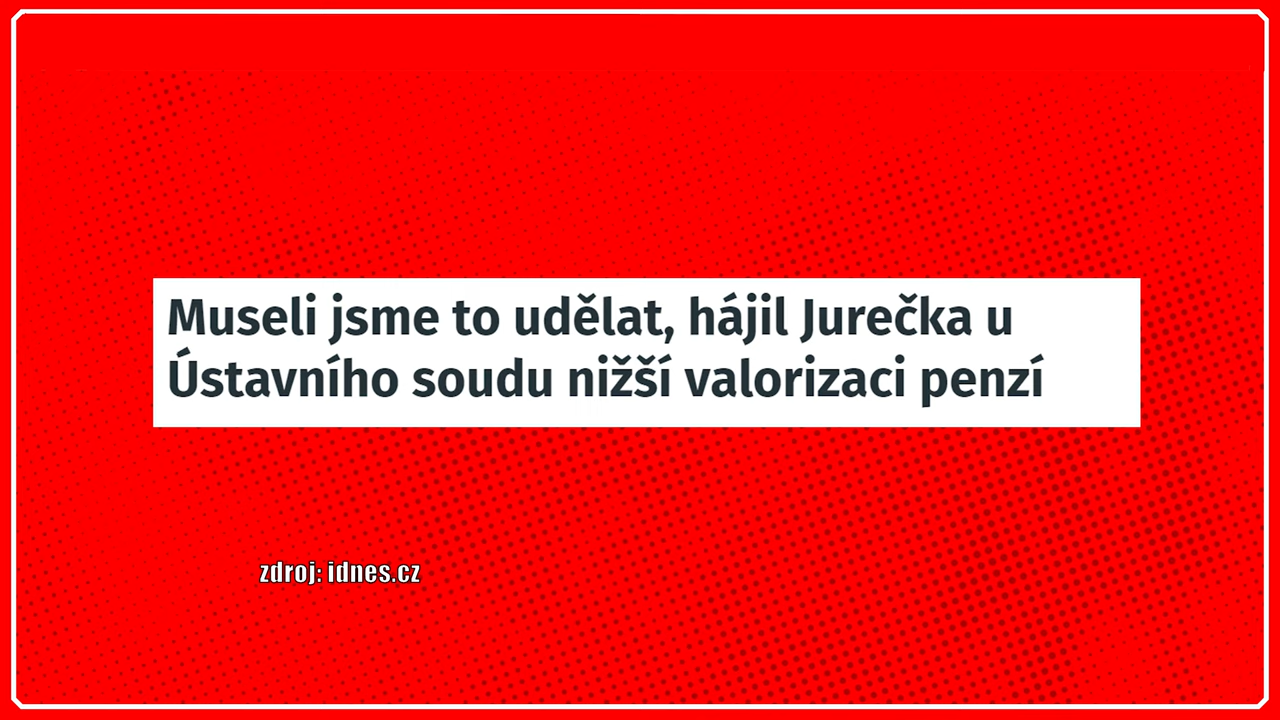 Museli jsme to udělat, hájil Jurečka u
Ústavního soudu nižší valorizaci penzí
zdroj: idnes.cz